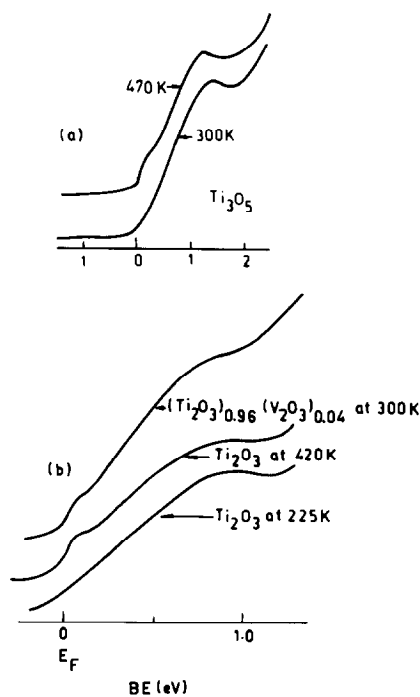 470 K
(a)
300K
Ti₃O₅
1 0 1 2
(Ti₂O₃)₀.₉₆ (V₂O₃)₀.₀₄ at 300K
(b)
Ti₂O₃ at 420K
Ti₂O₃ at 225K
0 1.0
E_F
BE (eV)